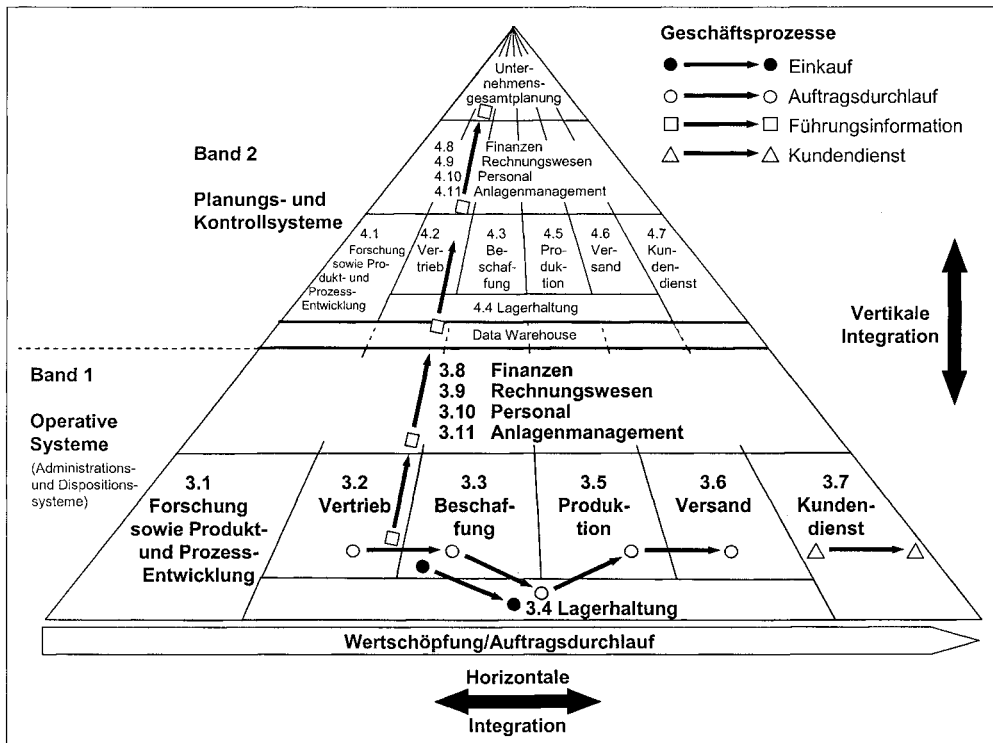 Geschäftsprozesse
Einkauf
Auftragsdurchlauf
Führungsinformation
Kundendienst
Unter-
nehmens-
gesamtplanung
Band 2
Planungs- und
Kontrollsysteme
4.8 Finanzen
4.9 Rechnungswesen
4.10 Personal
4.11 Anlagenmanagement
4.1
Forschung
sowie Pro-
dukt- und
Prozess-
Entwicklung
4.2
Ver-
trieb
4.3
Be-
schaf-
fung
4.5
Pro-
duk-
tion
4.6
Ver-
sand
4.7
Kun-
den-
dienst
4.4 Lagerhaltung
Data Warehouse
Vertikale
Integration
Band 1
Operative
Systeme
(Administrations-
und Dispositions-
systeme)
3.8 Finanzen
3.9 Rechnungswesen
3.10 Personal
3.11 Anlagenmanagement
3.1
Forschung
sowie Produkt-
und Prozess-
Entwicklung
3.2
Vertrieb
3.3
Beschaf-
fung
3.5
Produk-
tion
3.6
Versand
3.7
Kunden-
dienst
3.4 Lagerhaltung
Wertschöpfung/Auftragsdurchlauf
Horizontale
Integration